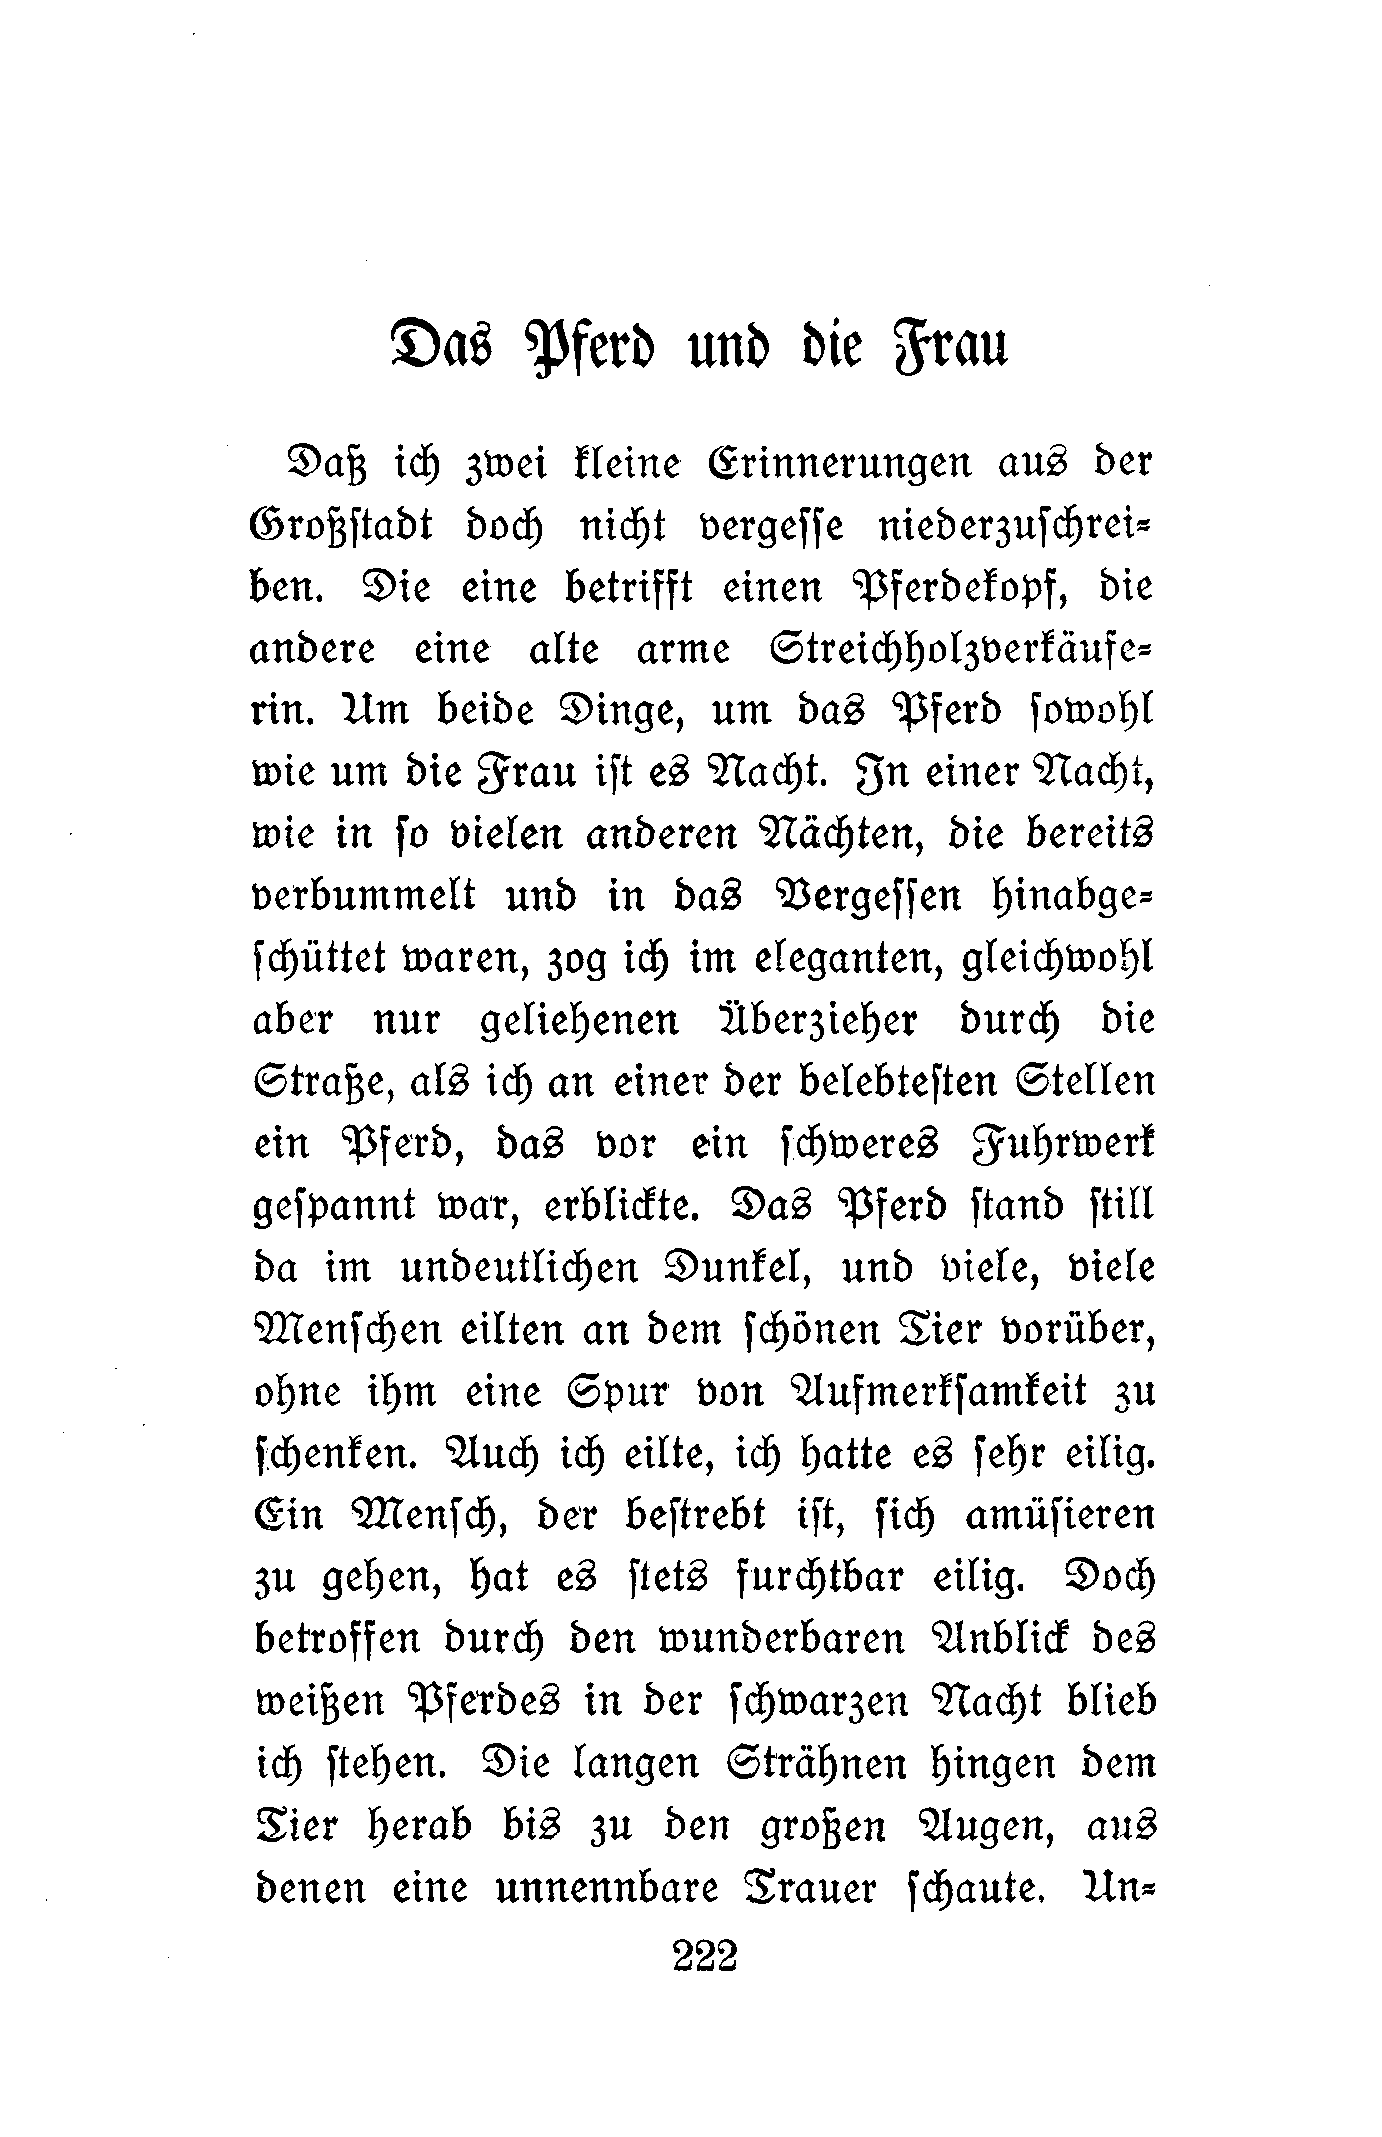 Das Pferd und die Frau
Daß ich zwei kleine Erinnerungen aus der
Großstadt doch nicht vergesse niederzuschrei-
ben. Die eine betrifft einen Pferdekopf, die
andere eine alte arme Streichholzverkäufe-
rin. Um beide Dinge, um das Pferd sowohl
wie um die Frau ist es Nacht. In einer Nacht,
wie in so vielen anderen Nächten, die bereits
verbummelt und in das Vergessen hinabge-
schüttet waren, zog ich im eleganten, gleichwohl
aber nur geliehenen Überzieher durch die
Straße, als ich an einer der belebtesten Stellen
ein Pferd, das vor ein schweres Fuhrwerk
gespannt war, erblickte. Das Pferd stand still
da im undeutlichen Dunkel, und viele, viele
Menschen eilten an dem schönen Tier vorüber,
ohne ihm eine Spur von Aufmerksamkeit zu
schenken. Auch ich eilte, ich hatte es sehr eilig.
Ein Mensch, der bestrebt ist, sich amüsieren
zu gehen, hat es stets furchtbar eilig. Doch
betroffen durch den wunderbaren Anblick des
weißen Pferdes in der schwarzen Nacht blieb
ich stehen. Die langen Strähnen hingen dem
Tier herab bis zu den großen Augen, aus
denen eine unnennbare Trauer schaute. Un-
222